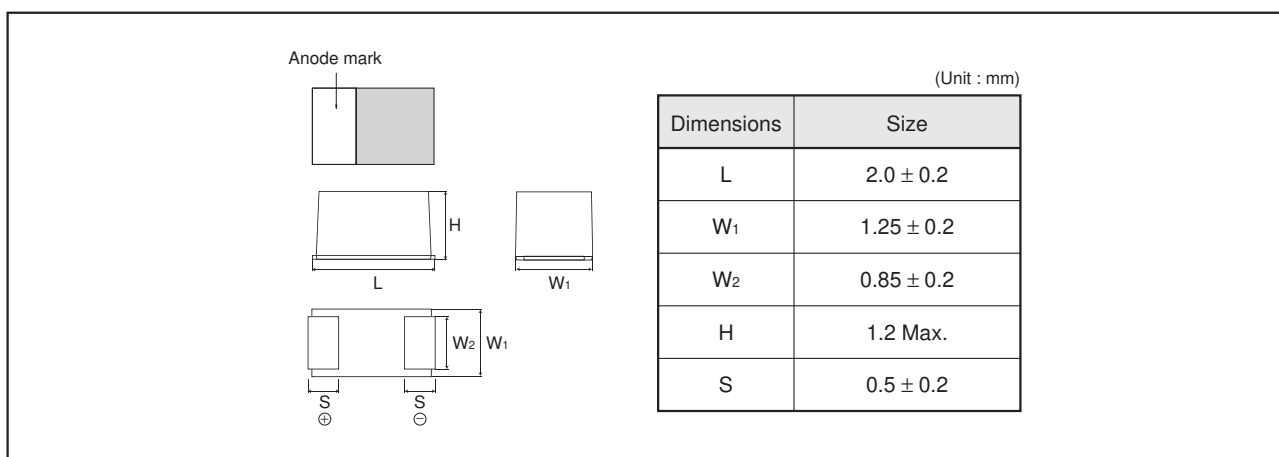 Anode mark
H
L
W1
W2 W1
S S
⊕ ⊖
(Unit : mm)
Dimensions Size
L 2.0 ± 0.2
W1 1.25 ± 0.2
W2 0.85 ± 0.2
H 1.2 Max.
S 0.5 ± 0.2